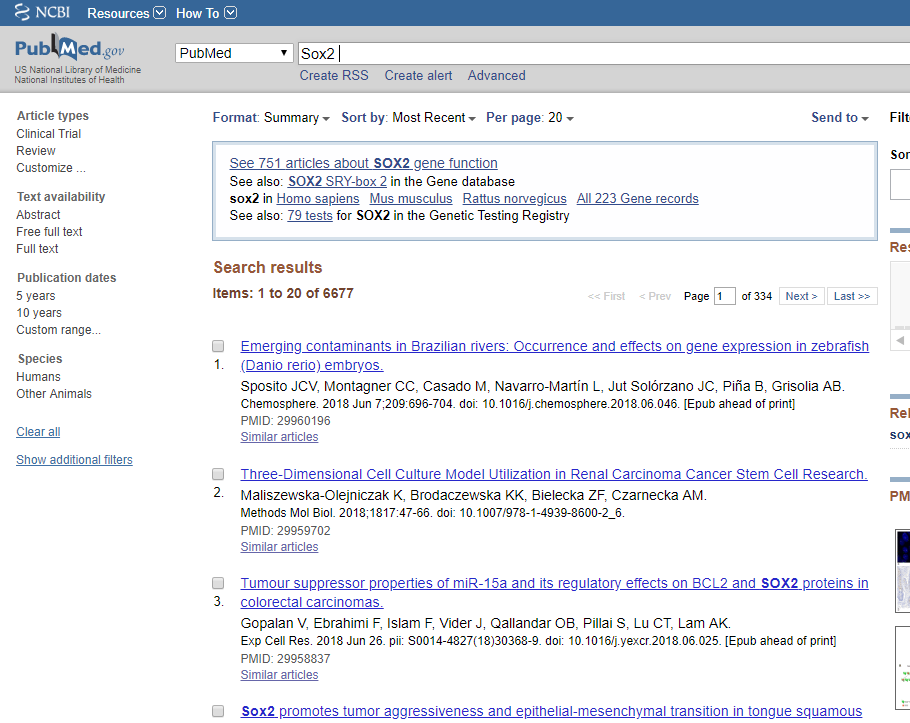 NCBI Resources How To
PubMed.gov
US National Library of Medicine
National Institutes of Health
PubMed
Sox2
Create RSS Create alert Advanced
Article types
Clinical Trial
Review
Customize ...
Text availability
Abstract
Free full text
Full text
Publication dates
5 years
10 years
Custom range...
Species
Humans
Other Animals
Clear all
Show additional filters
Format: Summary Sort by: Most Recent Per page: 20 Send to
See 751 articles about SOX2 gene function
See also: SOX2 SRY-box 2 in the Gene database
sox2 in Homo sapiens Mus musculus Rattus norvegicus All 223 Gene records
See also: 79 tests for SOX2 in the Genetic Testing Registry
Search results
Items: 1 to 20 of 6677
<< First < Prev Page 1 of 334 Next > Last >>
Emerging contaminants in Brazilian rivers: Occurrence and effects on gene expression in zebrafish
1. (Danio rerio) embryos.
Sposito JCV, Montagner CC, Casado M, Navarro-Martín L, Jut Solórzano JC, Piña B, Grisolia AB.
Chemosphere. 2018 Jun 7;209:696-704. doi: 10.1016/j.chemosphere.2018.06.046. [Epub ahead of print]
PMID: 29960196
Similar articles
Three-Dimensional Cell Culture Model Utilization in Renal Carcinoma Cancer Stem Cell Research.
2. Maliszewska-Olejniczak K, Brodaczewska KK, Bielecka ZF, Czarnecka AM.
Methods Mol Biol. 2018;1817:47-66. doi: 10.1007/978-1-4939-8600-2_6.
PMID: 29959702
Similar articles
Tumour suppressor properties of miR-15a and its regulatory effects on BCL2 and SOX2 proteins in
3. colorectal carcinomas.
Gopalan V, Ebrahimi F, Islam F, Vider J, Qallandar OB, Pillai S, Lu CT, Lam AK.
Exp Cell Res. 2018 Jun 26. pii: S0014-4827(18)30368-9. doi: 10.1016/j.yexcr.2018.06.025. [Epub ahead of print]
PMID: 29958837
Similar articles
Sox2 promotes tumor aggressiveness and epithelial-mesenchymal transition in tongue squamous
Filt
Sor
Res
Rel
sox
PM